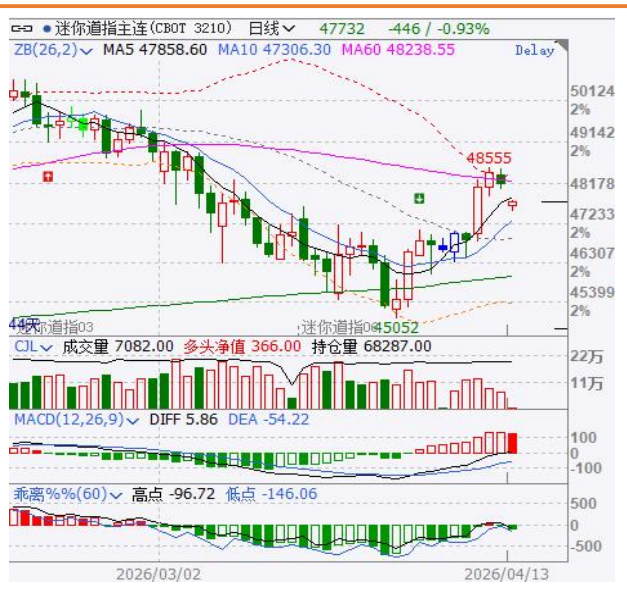 迷你道指主连(CBOT 3210) 日线 47732 -446 / -0.93%
ZB(26,2) MA5 47858.60 MA10 47306.30 MA60 48238.55 Delay
50124
2%
49142
2%
48555
48178
47233
2%
46307
2%
45399
2%
44天 迷你道指03 迷你道指06 45052
CJL 成交量 7082.00 多头净值 366.00 持仓量 68287.00
22万
11万
MACD(12,26,9) DIFF 5.86 DEA -54.22
100
0
-100
乖离%%(60) 高点 -96.72 低点 -146.06
500
0
-500
2026/03/02 2026/04/13